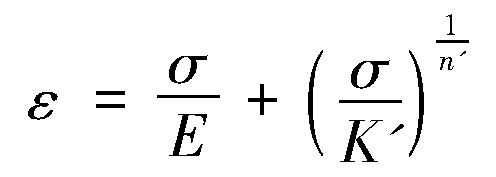 ε = σ/E + (σ/K′)^(1/n′)